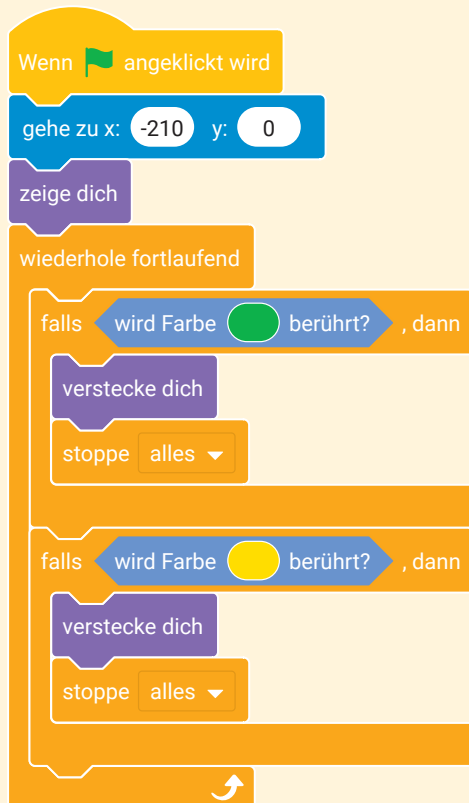 Wenn angeklickt wird
gehe zu x: -210 y: 0
zeige dich
wiederhole fortlaufend
falls wird Farbe berührt? , dann
verstecke dich
stoppe alles
falls wird Farbe berührt? , dann
verstecke dich
stoppe alles